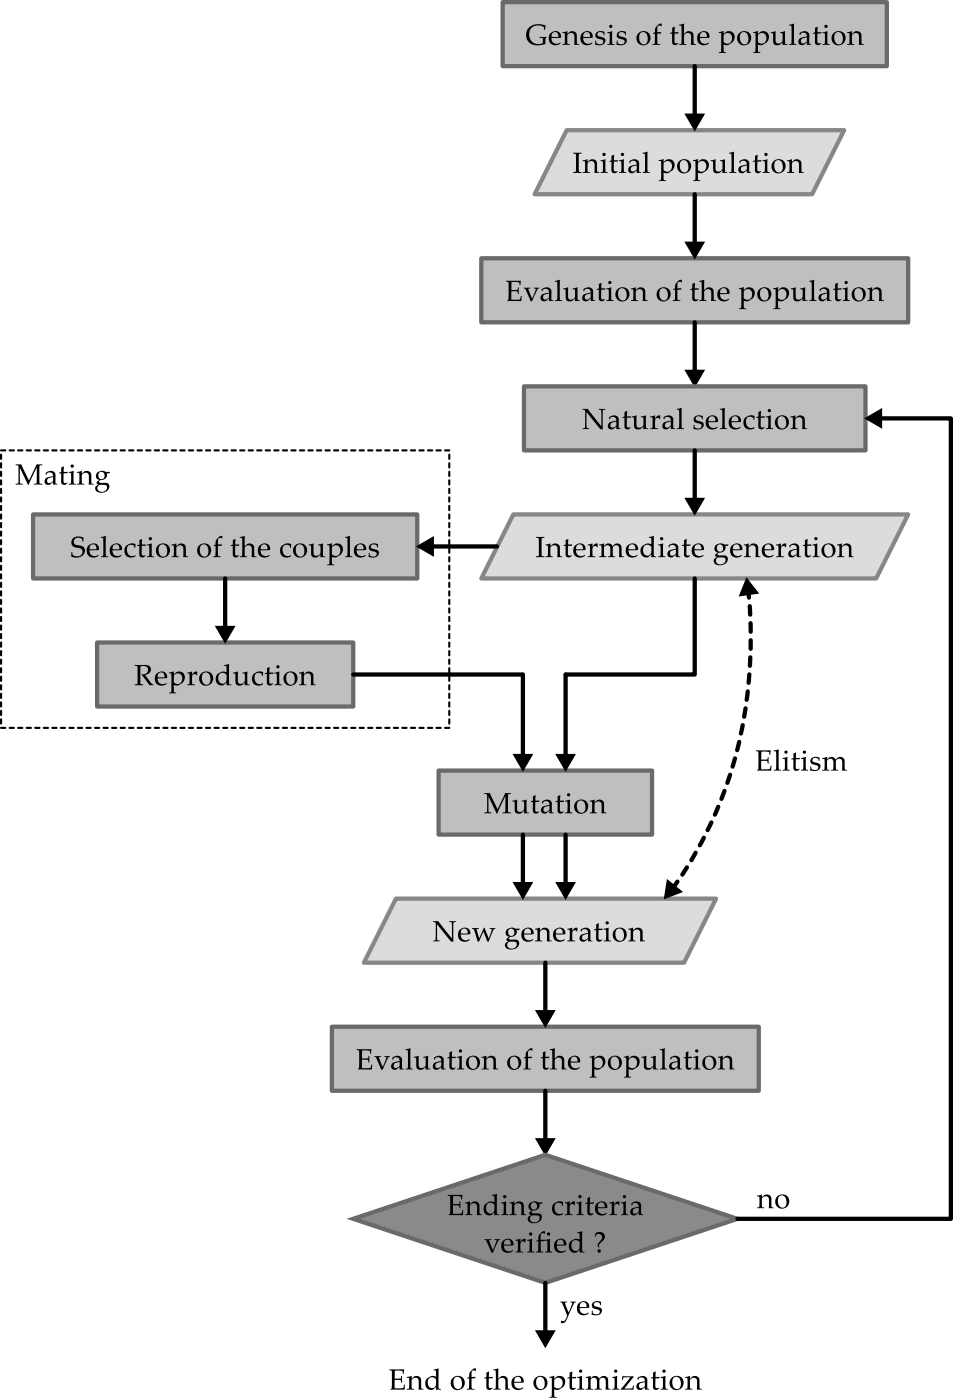 Genesis of the population
Initial population
Evaluation of the population
Natural selection
Mating
Selection of the couples
Intermediate generation
Reproduction
Elitism
Mutation
New generation
Evaluation of the population
Ending criteria
verified ?
no
yes
End of the optimization